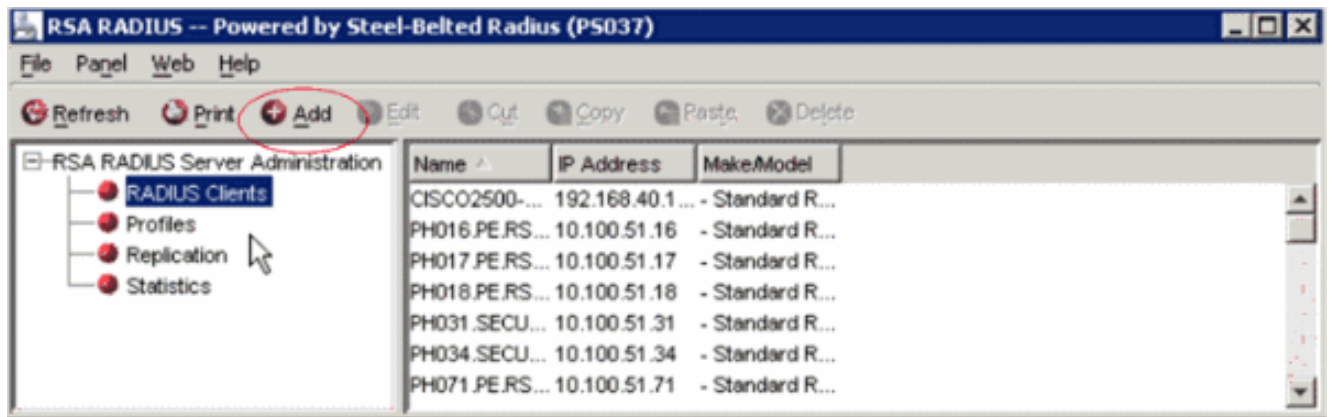 RSA RADIUS -- Powered by Steel-Belted Radius (PS037)
File Panel Web Help
Refresh Print Add Edit Cut Copy Paste Delete
RSA RADIUS Server Administration
RADIUS Clients
Profiles
Replication
Statistics
Name IP Address Make/Model
CISCO2500-... 192.168.40.1... - Standard R...
PH016.PE.RS... 10.100.51.16 - Standard R...
PH017.PE.RS... 10.100.51.17 - Standard R...
PH018.PE.RS... 10.100.51.18 - Standard R...
PH031.SECU... 10.100.51.31 - Standard R...
PH034.SECU... 10.100.51.34 - Standard R...
PH071.PE.RS... 10.100.51.71 - Standard R...